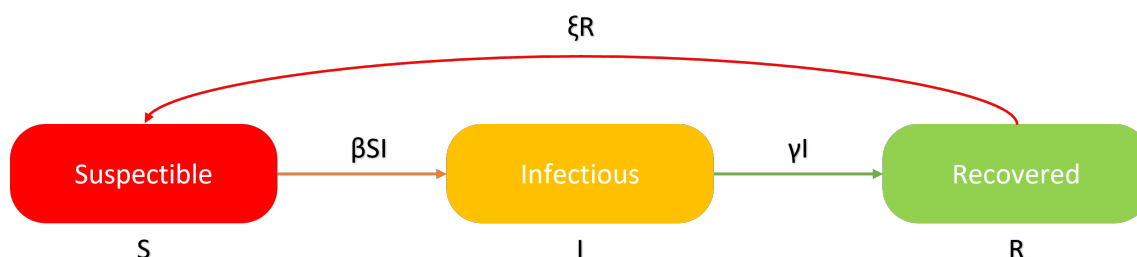 ξR
βSI
γI
Suspectible
Infectious
Recovered
S
I
R